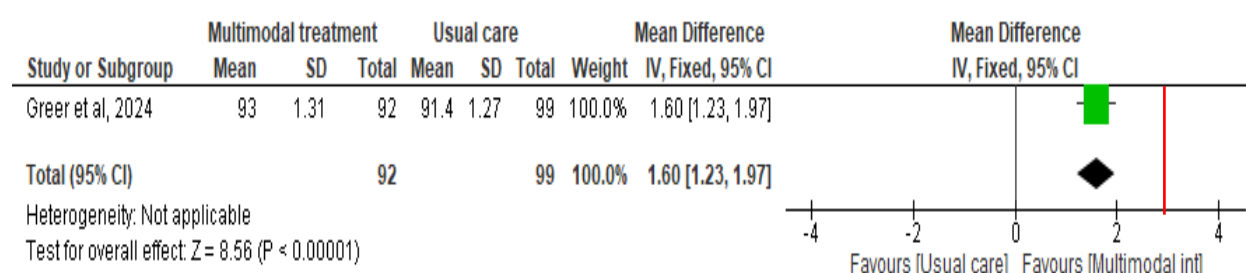 Multimodal treatment Usual care Mean Difference Mean Difference
Study or Subgroup Mean SD Total Mean SD Total Weight IV, Fixed, 95% CI IV, Fixed, 95% CI
Greer et al, 2024 93 1.31 92 91.4 1.27 99 100.0% 1.60 [1.23, 1.97]
Total (95% CI) 92 99 100.0% 1.60 [1.23, 1.97]
Heterogeneity: Not applicable
Test for overall effect: Z = 8.56 (P < 0.00001)
-4 -2 0 2 4
Favours [Usual care] Favours [Multimodal int]